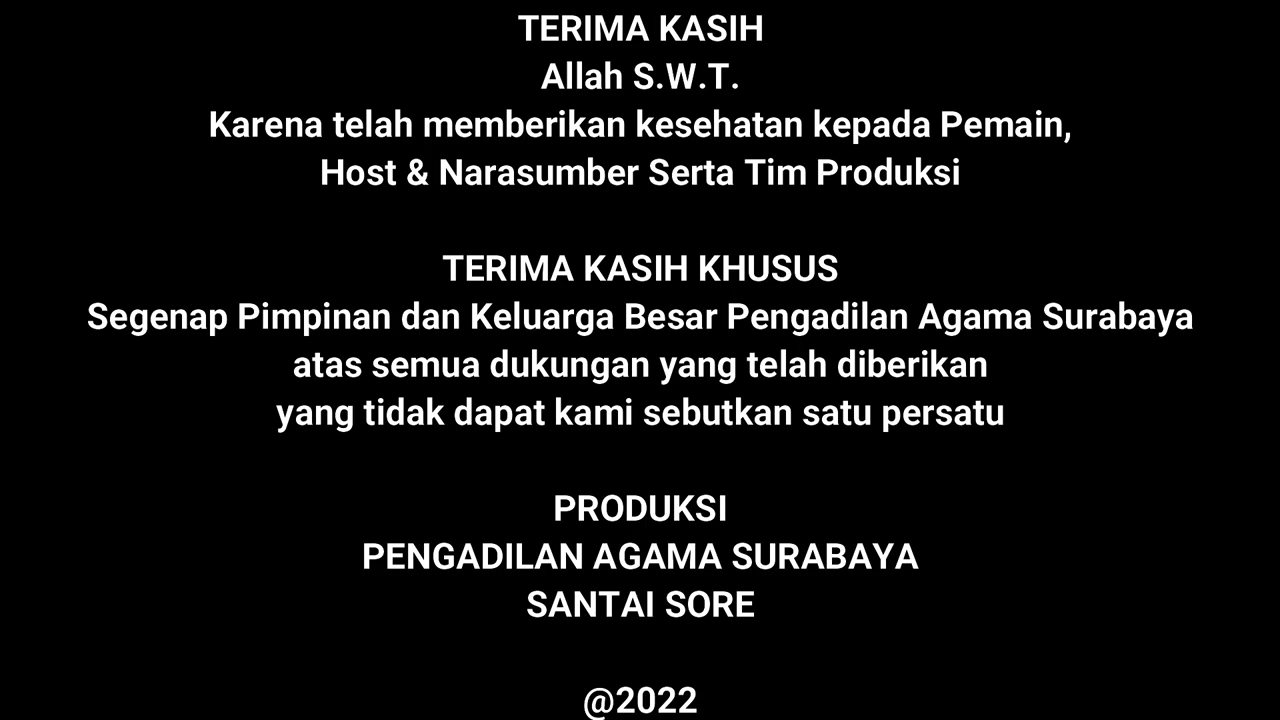 TERIMA KASIH
Allah S.W.T.
Karena telah memberikan kesehatan kepada Pemain,
Host & Narasumber Serta Tim Produksi
TERIMA KASIH KHUSUS
Segenap Pimpinan dan Keluarga Besar Pengadilan Agama Surabaya
atas semua dukungan yang telah diberikan
yang tidak dapat kami sebutkan satu persatu
PRODUKSI
PENGADILAN AGAMA SURABAYA
SANTAI SORE
@2022